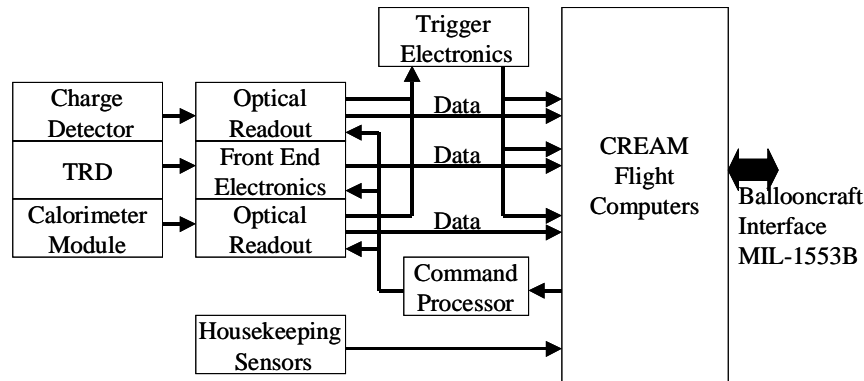 Trigger
Electronics
Charge
Detector
Optical
Readout
Data
TRD
Front End
Electronics
Data
Calorimeter
Module
Optical
Readout
Data
Command
Processor
Housekeeping
Sensors
CREAM
Flight
Computers
Ballooncraft
Interface
MIL-1553B